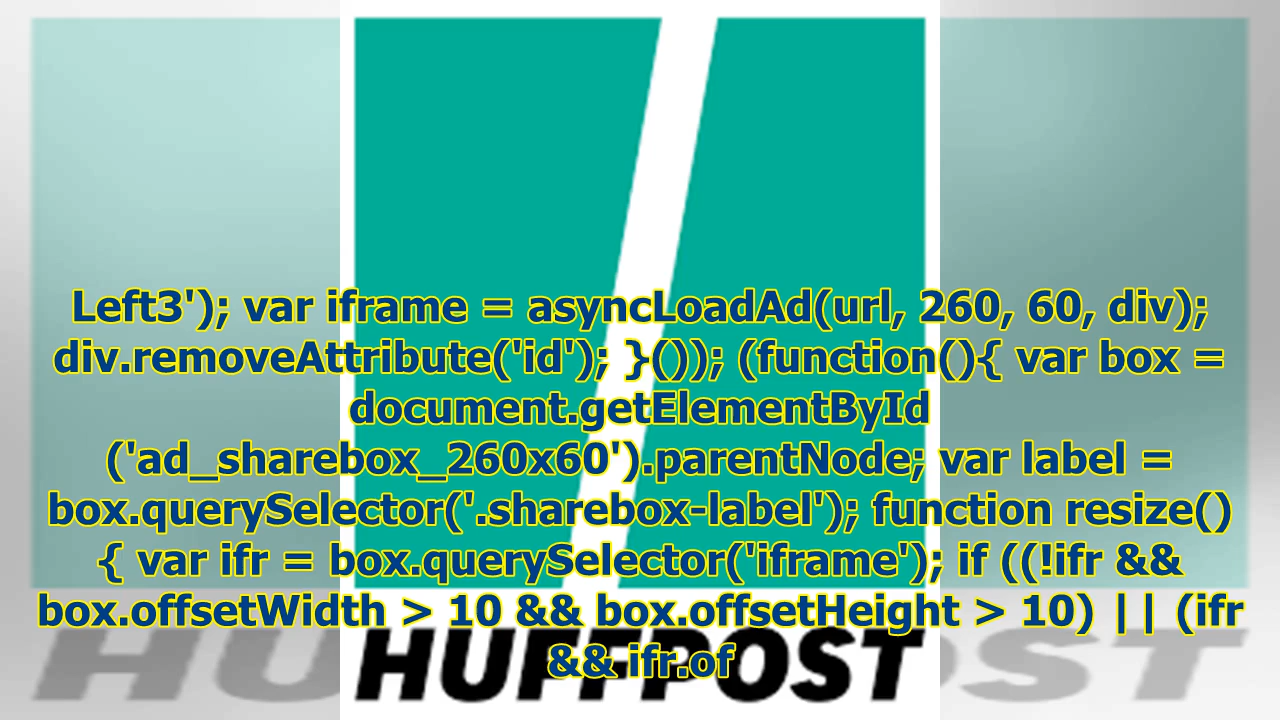 Left3'); var iframe = asyncLoadAd(url, 260, 60, div);
div.removeAttribute('id'); }()); (function(){ var box =
document.getElementById
('ad_sharebox_260x60').parentNode; var label =
box.querySelector('.sharebox-label'); function resize()
{ var ifr = box.querySelector('iframe'); if ((!ifr &&
box.offsetWidth > 10 && box.offsetHeight > 10) || (ifr
&& ifr.of
HUFFPOST